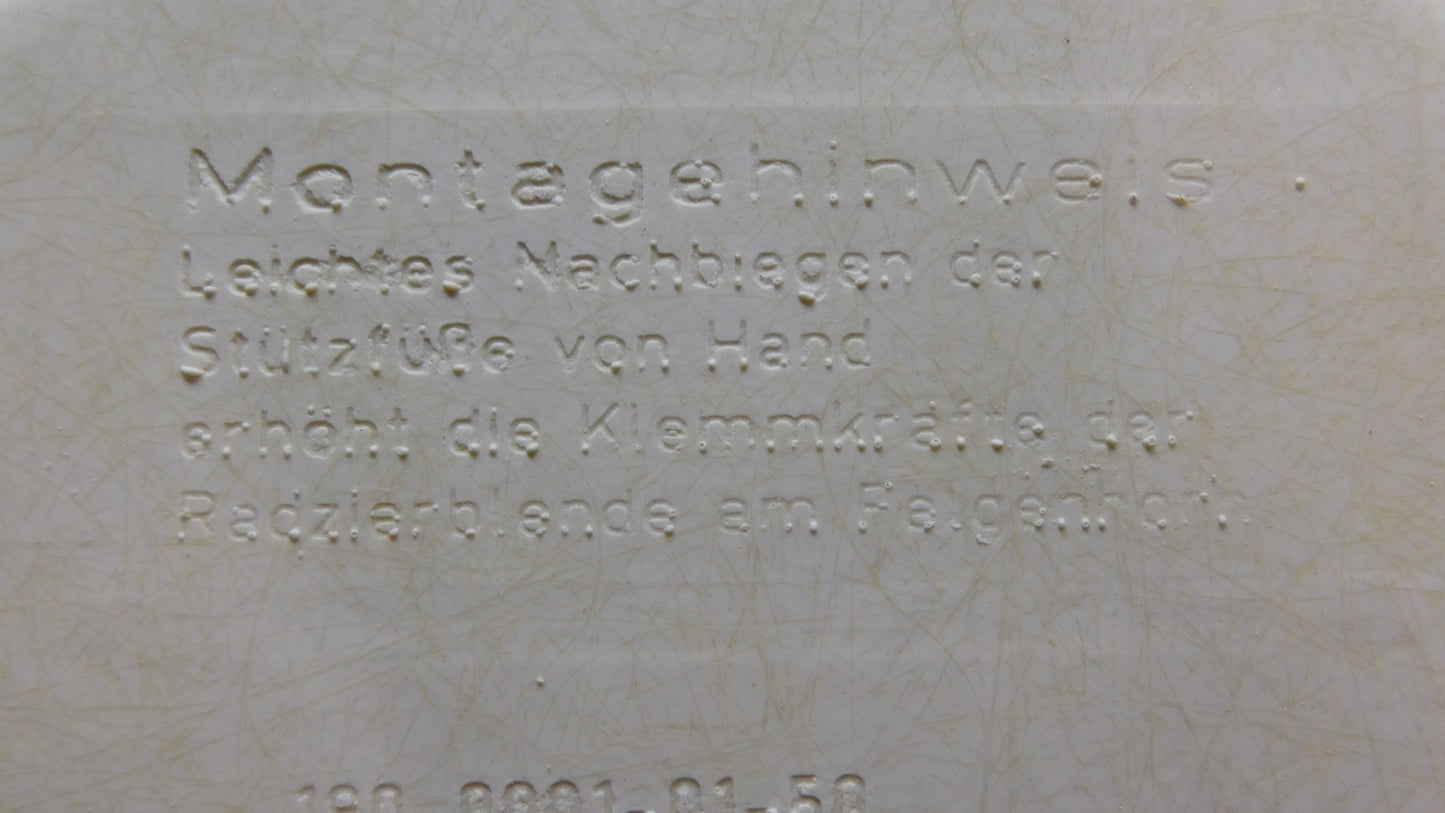 Montagehinweis
Leichtes Nachbiegen der
Stützfüße von Hand
erhöht die Klemmkräfte der
Radzierblende am Felgenhorn